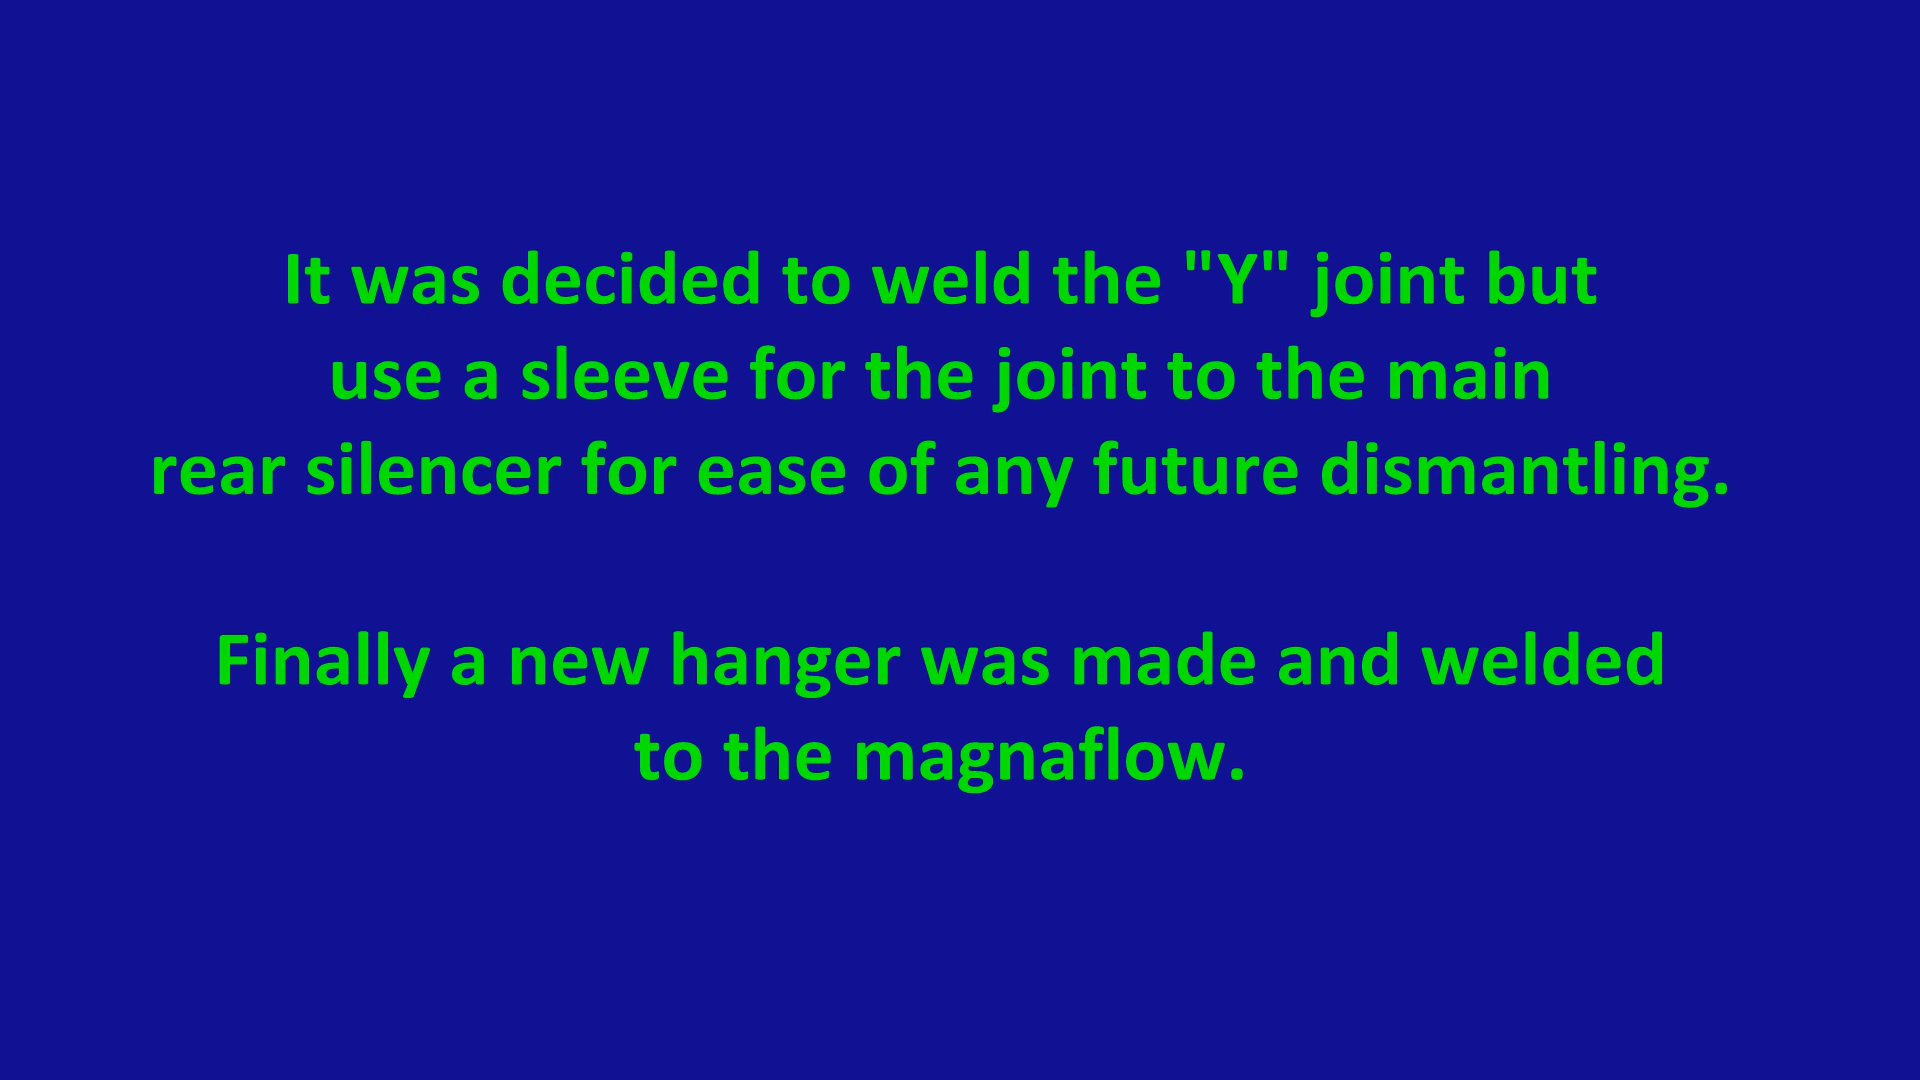 It was decided to weld the "Y" joint but
use a sleeve for the joint to the main
rear silencer for ease of any future dismantling.
Finally a new hanger was made and welded
to the magnaflow.